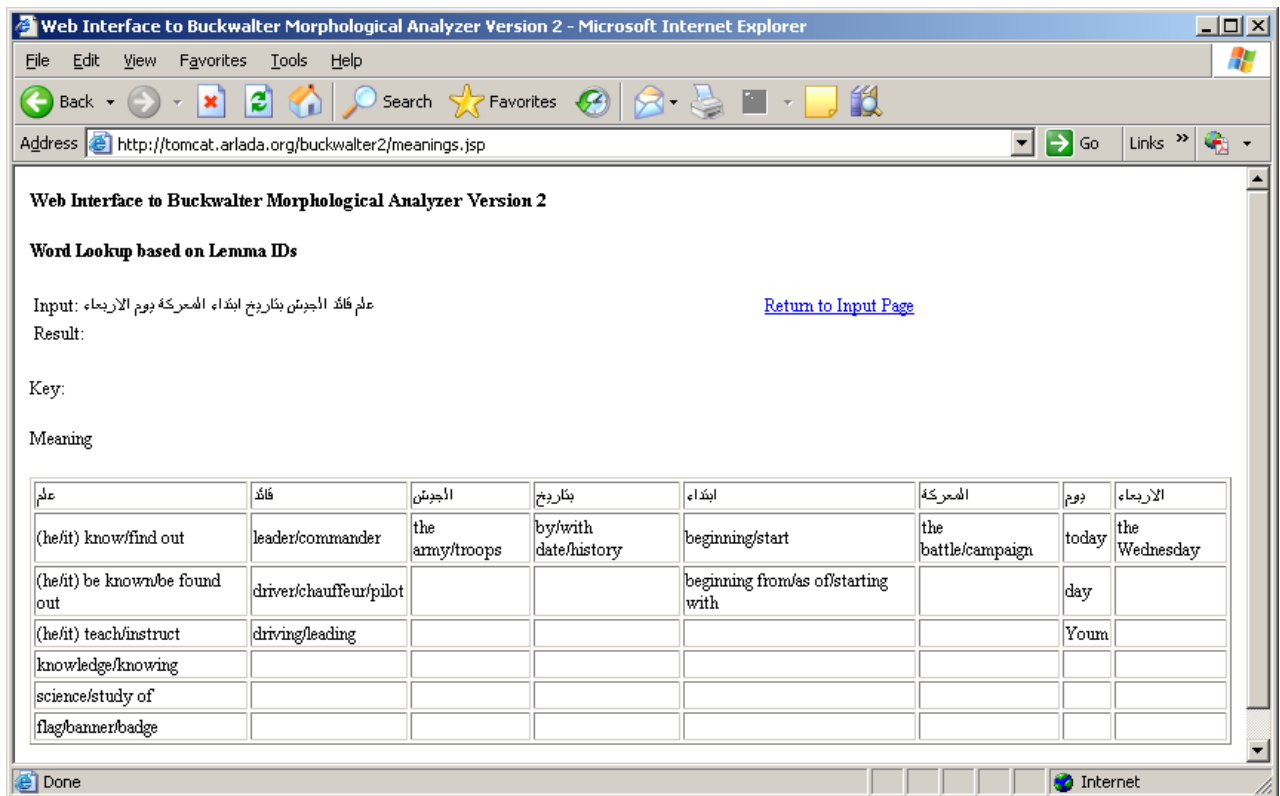 Web Interface to Buckwalter Morphological Analyzer Version 2 - Microsoft Internet Explorer
File Edit View Favorites Tools Help
Back Search Favorites
Address http://tomcat.arlada.org/buckwalter2/meanings.jsp Go Links »
Web Interface to Buckwalter Morphological Analyzer Version 2
Word Lookup based on Lemma IDs
Input: علم قائد الجيش بتاريخ ابتداء المعركة يوم الاربعاء Return to Input Page
Result:
Key:
Meaning
علم قائد الجيش بتاريخ ابتداء المعركة يوم الاربعاء
(he/it) know/find out leader/commander the army/troops by/with date/history beginning/start the battle/campaign today the Wednesday
(he/it) be known/be found out driver/chauffeur/pilot beginning from/as of/starting with day
(he/it) teach/instruct driving/leading Youm
knowledge/knowing
science/study of
flag/banner/badge
Done Internet